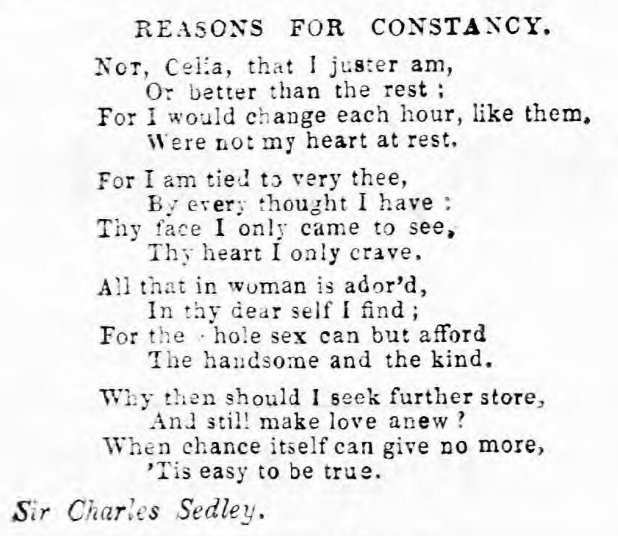 REASONS FOR CONSTANCY.
NOT, Celia, that I juster am,
Or better than the rest;
For I would change each hour, like them,
Were not my heart at rest.
For I am tied to very thee,
By every thought I have;
Thy face I only came to see,
Thy heart I only crave.
All that in woman is ador'd,
In thy dear self I find;
For the hole sex can but afford
The handsome and the kind.
Why then should I seek further store,
And still make love anew?
When chance itself can give no more,
'Tis easy to be true.
Sir Charles Sedley.